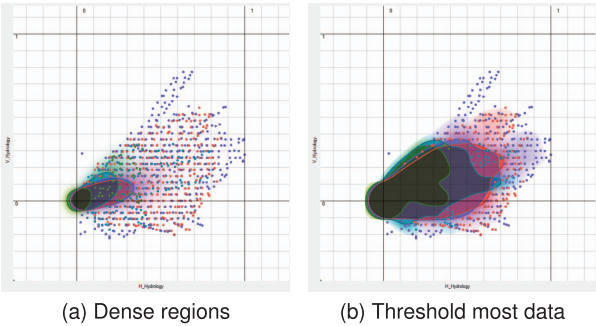 0 1
1
V_Hydrology
0
H_Hydrology
(a) Dense regions
0 1
1
V_Hydrology
0
H_Hydrology
(b) Threshold most data